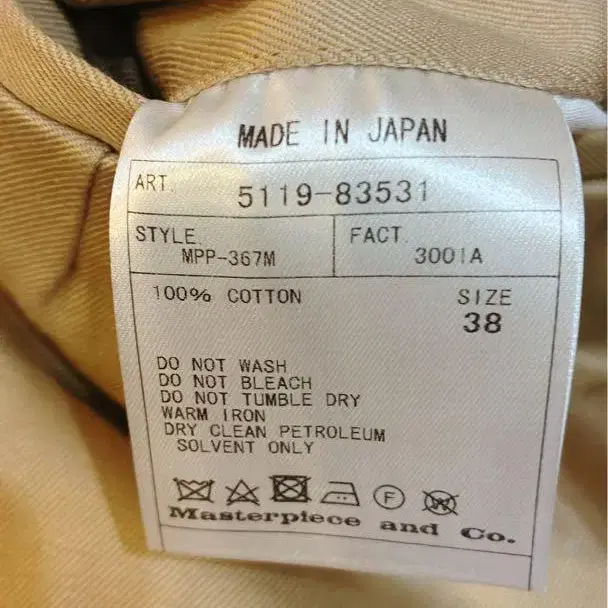 MADE IN JAPAN
ART. 5119-83531
STYLE. FACT.
MPP-367M 3001A
100% COTTON SIZE
38
DO NOT WASH
DO NOT BLEACH
DO NOT TUMBLE DRY
WARM IRON
DRY CLEAN PETROLEUM
SOLVENT ONLY
F W
Masterpiece and Co.